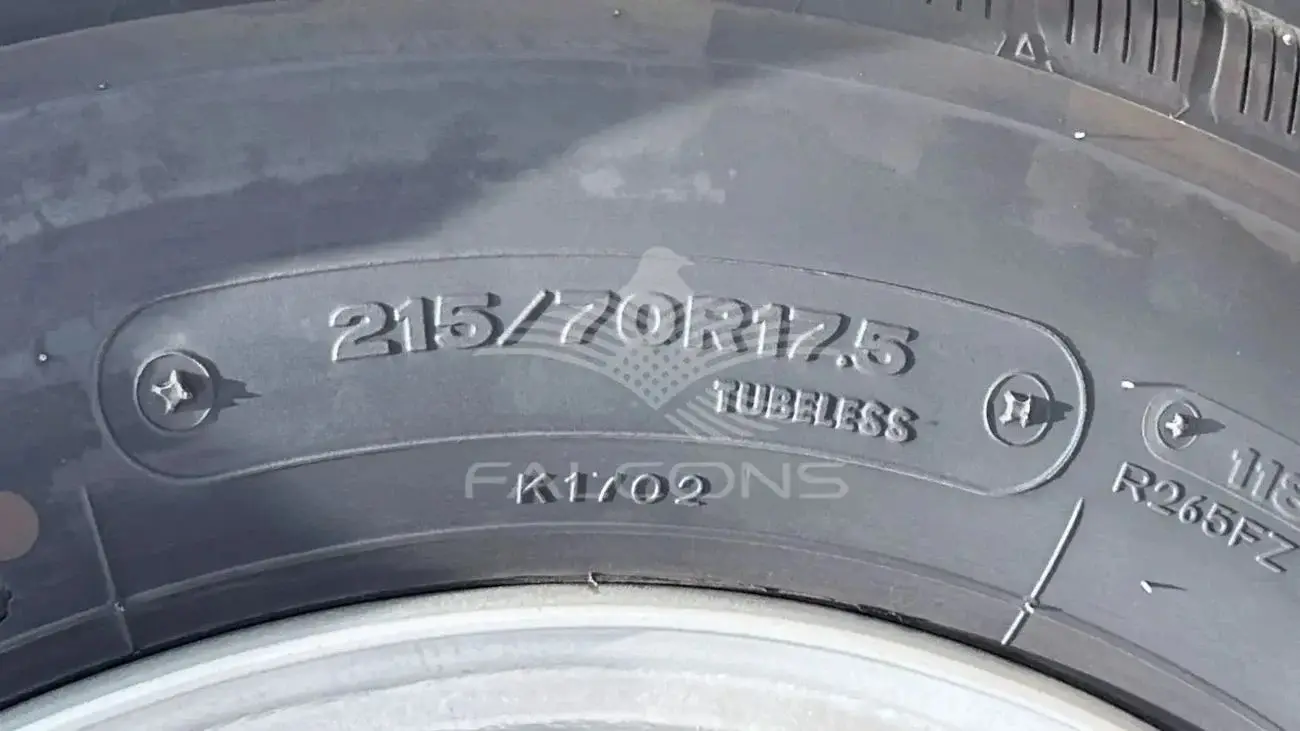 215/70R17.5
TUBELESS
K1702
FALCONS
R265FZ